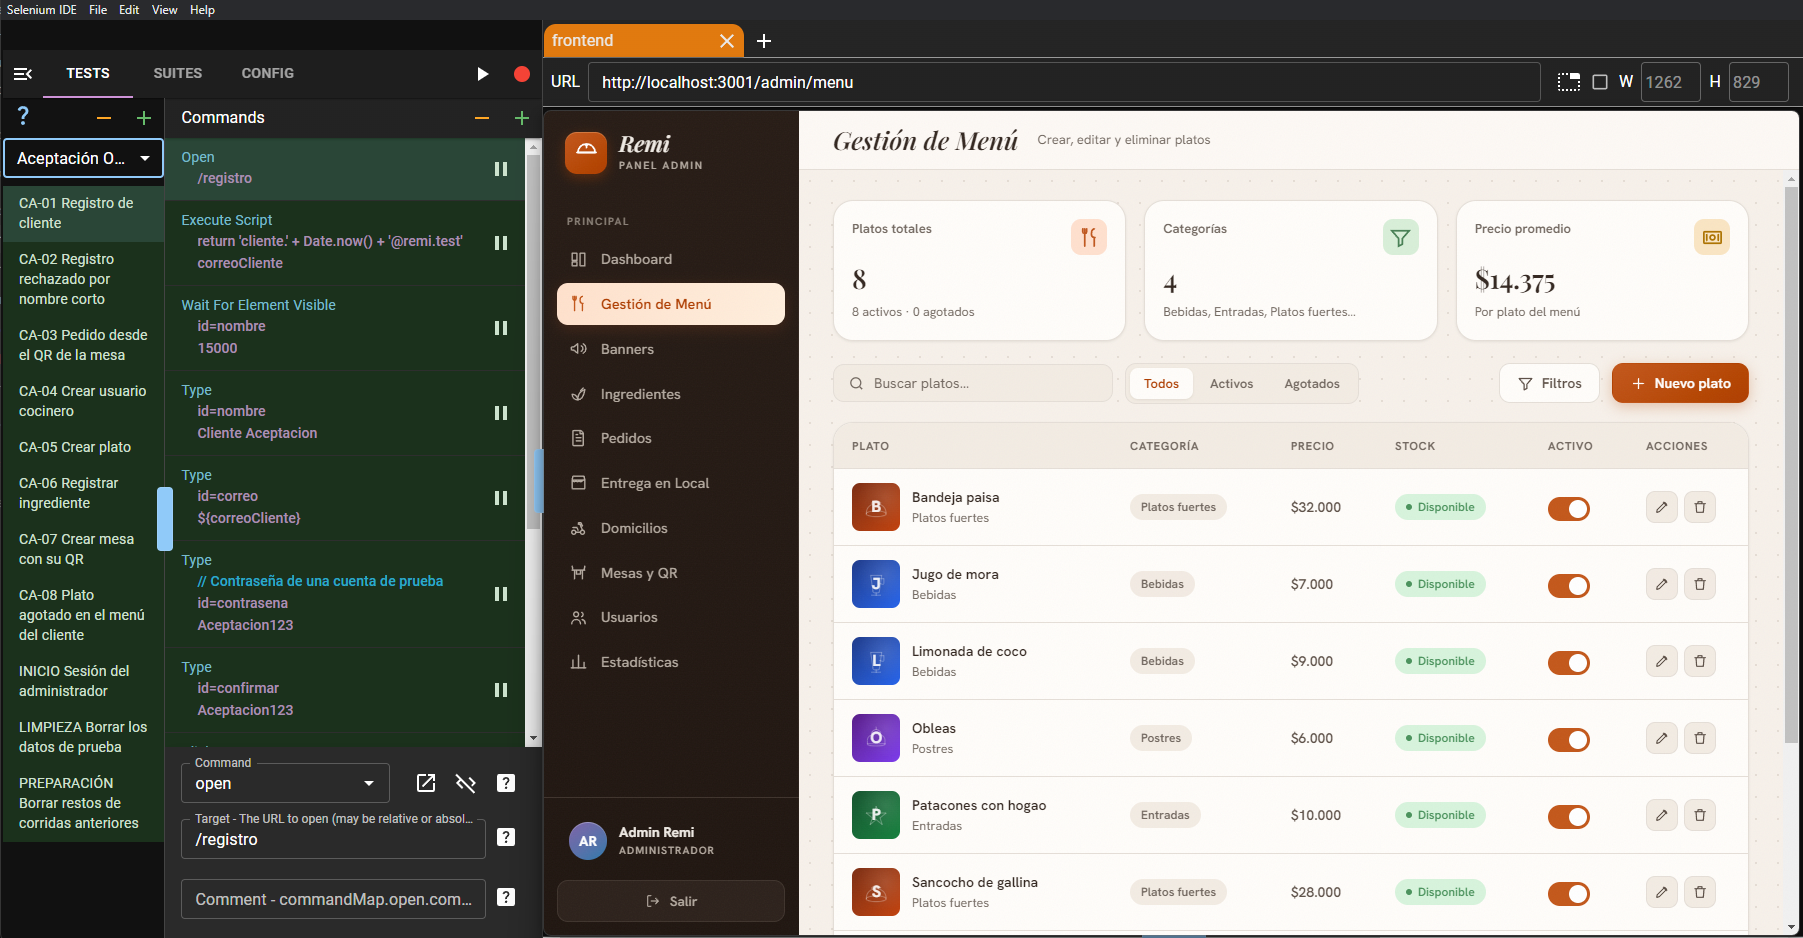 Selenium IDE File Edit View Help
TESTS SUITES CONFIG
? Commands
Aceptación O...
CA-01 Registro de
cliente
CA-02 Registro
rechazado por
nombre corto
CA-03 Pedido desde
el QR de la mesa
CA-04 Crear usuario
cocinero
CA-05 Crear plato
CA-06 Registrar
ingrediente
CA-07 Crear mesa
con su QR
CA-08 Plato
agotado en el menú
del cliente
INICIO Sesión del
administrador
LIMPIEZA Borrar los
datos de prueba
PREPARACIÓN
Borrar restos de
corridas anteriores
Open
/registro
Execute Script
return 'cliente.' + Date.now() + '@remi.test'
correoCliente
Wait For Element Visible
id=nombre
15000
Type
id=nombre
Cliente Aceptacion
Type
id=correo
${correoCliente}
Type
// Contraseña de una cuenta de prueba
id=contrasena
Aceptacion123
Type
id=confirmar
Aceptacion123
Command
open
?
Target - The URL to open (may be relative or absol...
/registro
?
Comment - commandMap.open.com...
?
frontend
URL http://localhost:3001/admin/menu W 1262 H 829
Remi
PANEL ADMIN
PRINCIPAL
Dashboard
Gestión de Menú
Banners
Ingredientes
Pedidos
Entrega en Local
Domicilios
Mesas y QR
Usuarios
Estadísticas
AR Admin Remi
ADMINISTRADOR
Salir
Gestión de Menú Crear, editar y eliminar platos
Platos totales
8
8 activos · 0 agotados
Categorías
4
Bebidas, Entradas, Platos fuertes...
Precio promedio
$14.375
Por plato del menú
Buscar platos... Todos Activos Agotados Filtros + Nuevo plato
PLATO CATEGORÍA PRECIO STOCK ACTIVO ACCIONES
B Bandeja paisa Platos fuertes $32.000 Disponible
Platos fuertes
J Jugo de mora Bebidas $7.000 Disponible
Bebidas
L Limonada de coco Bebidas $9.000 Disponible
Bebidas
O Obleas Postres $6.000 Disponible
Postres
P Patacones con hogao Entradas $10.000 Disponible
Entradas
S Sancocho de gallina Platos fuertes $28.000 Disponible
Platos fuertes